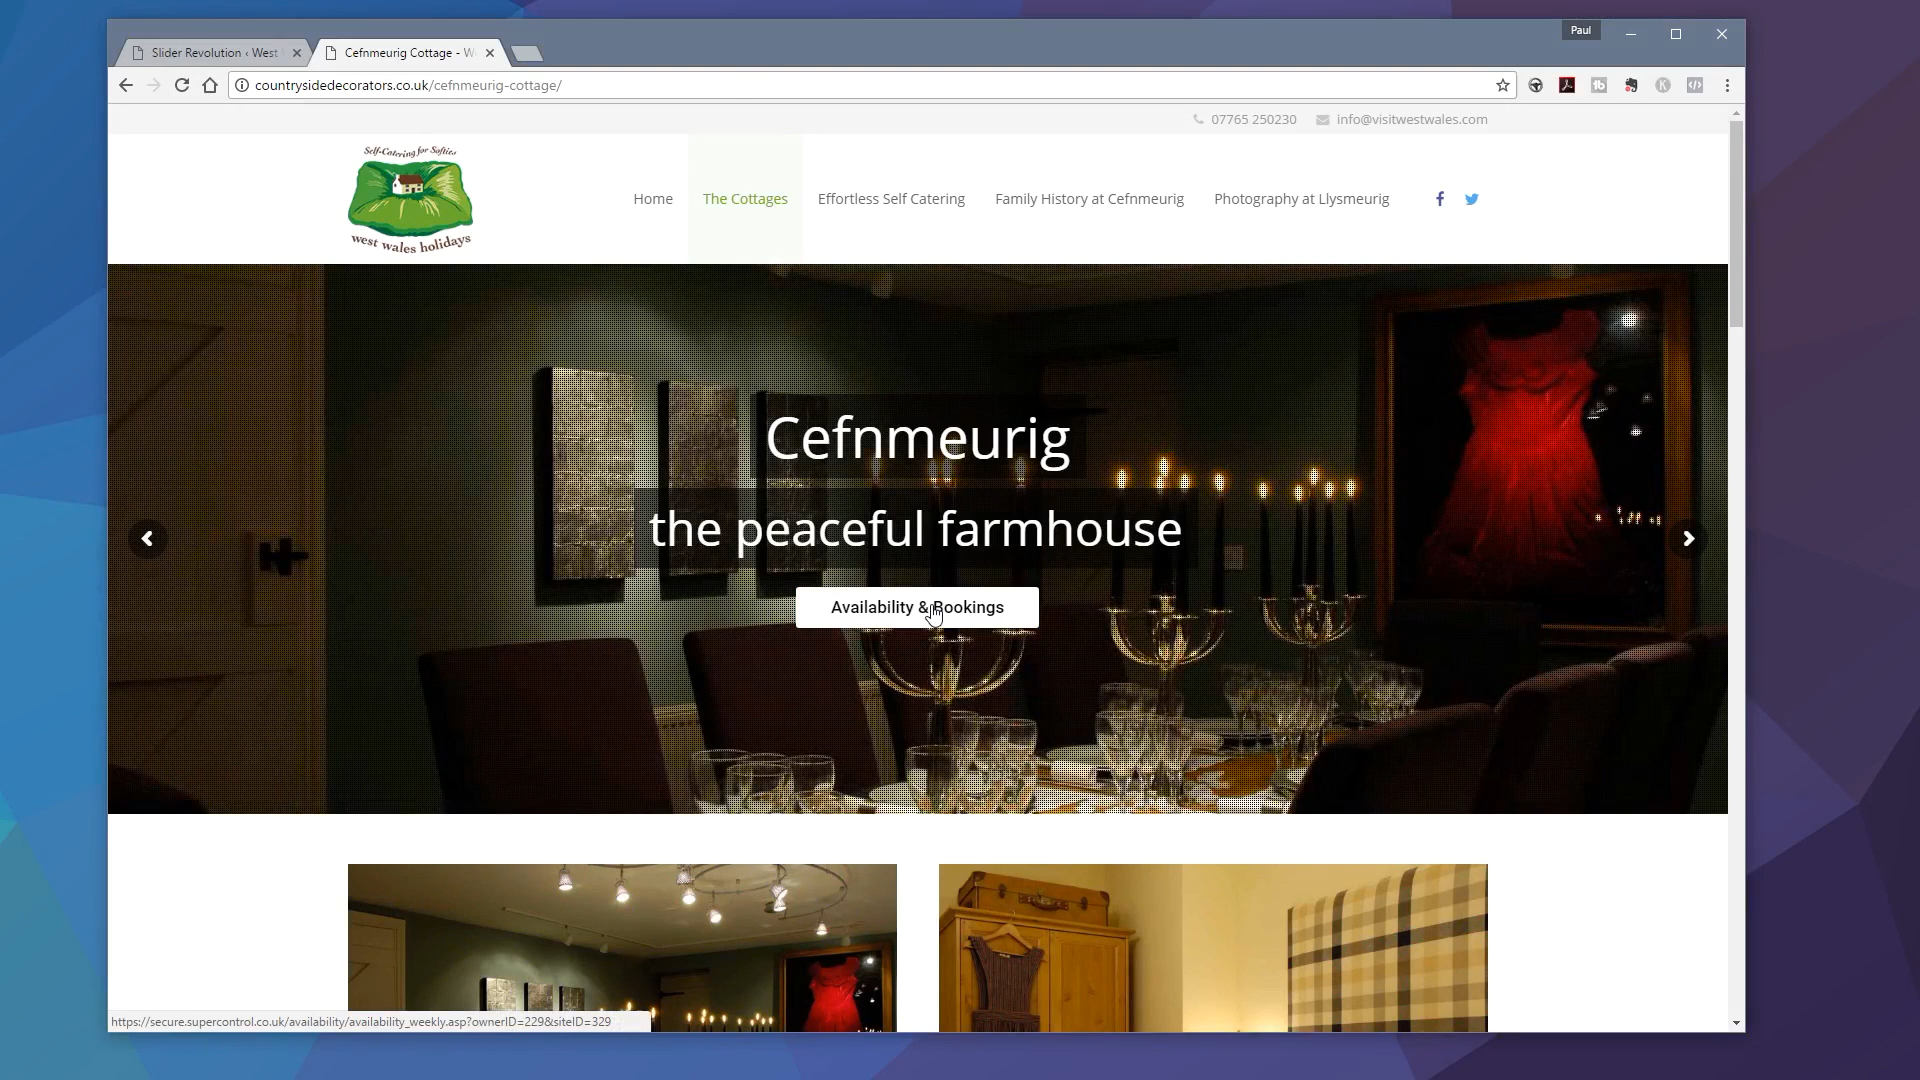 Paul
Slider Revolution ‹ West
Cefnmeurig Cottage - W
countrysidedecorators.co.uk/cefnmeurig-cottage/
07765 250230
info@visitwestwales.com
Self-Catering for Softies
west wales holidays
Home
The Cottages
Effortless Self Catering
Family History at Cefnmeurig
Photography at Llysmeurig
Cefnmeurig
the peaceful farmhouse
Availability & Bookings
https://secure.supercontrol.co.uk/availability/availability_weekly.asp?ownerID=229&siteID=329